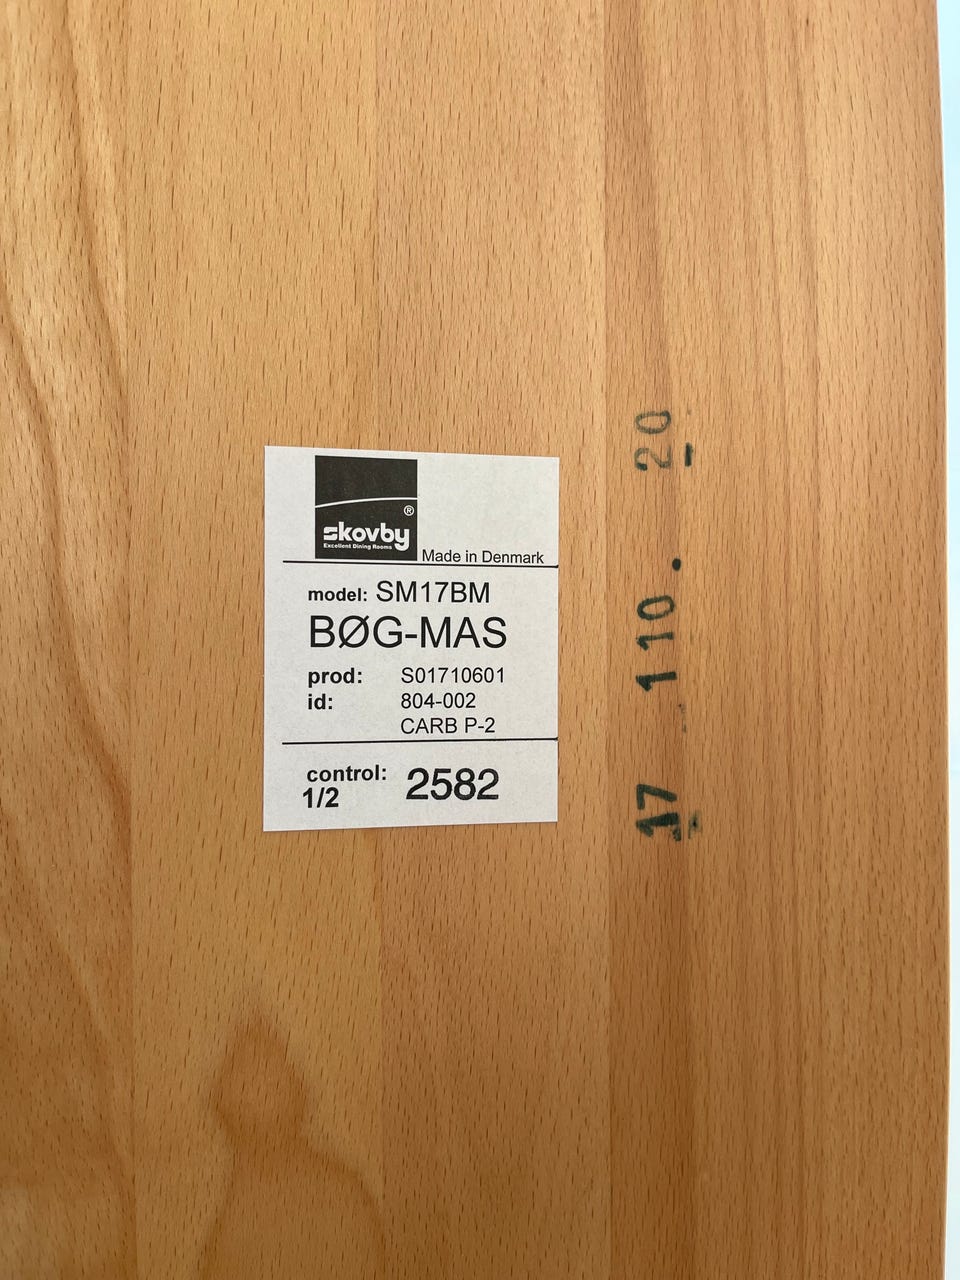 skovby®
Excellent Dining Rooms
Made in Denmark
model: SM17BM
BØG-MAS
prod: S01710601
id: 804-002
CARB P-2
control: 2582
1/2
17 110 . 20